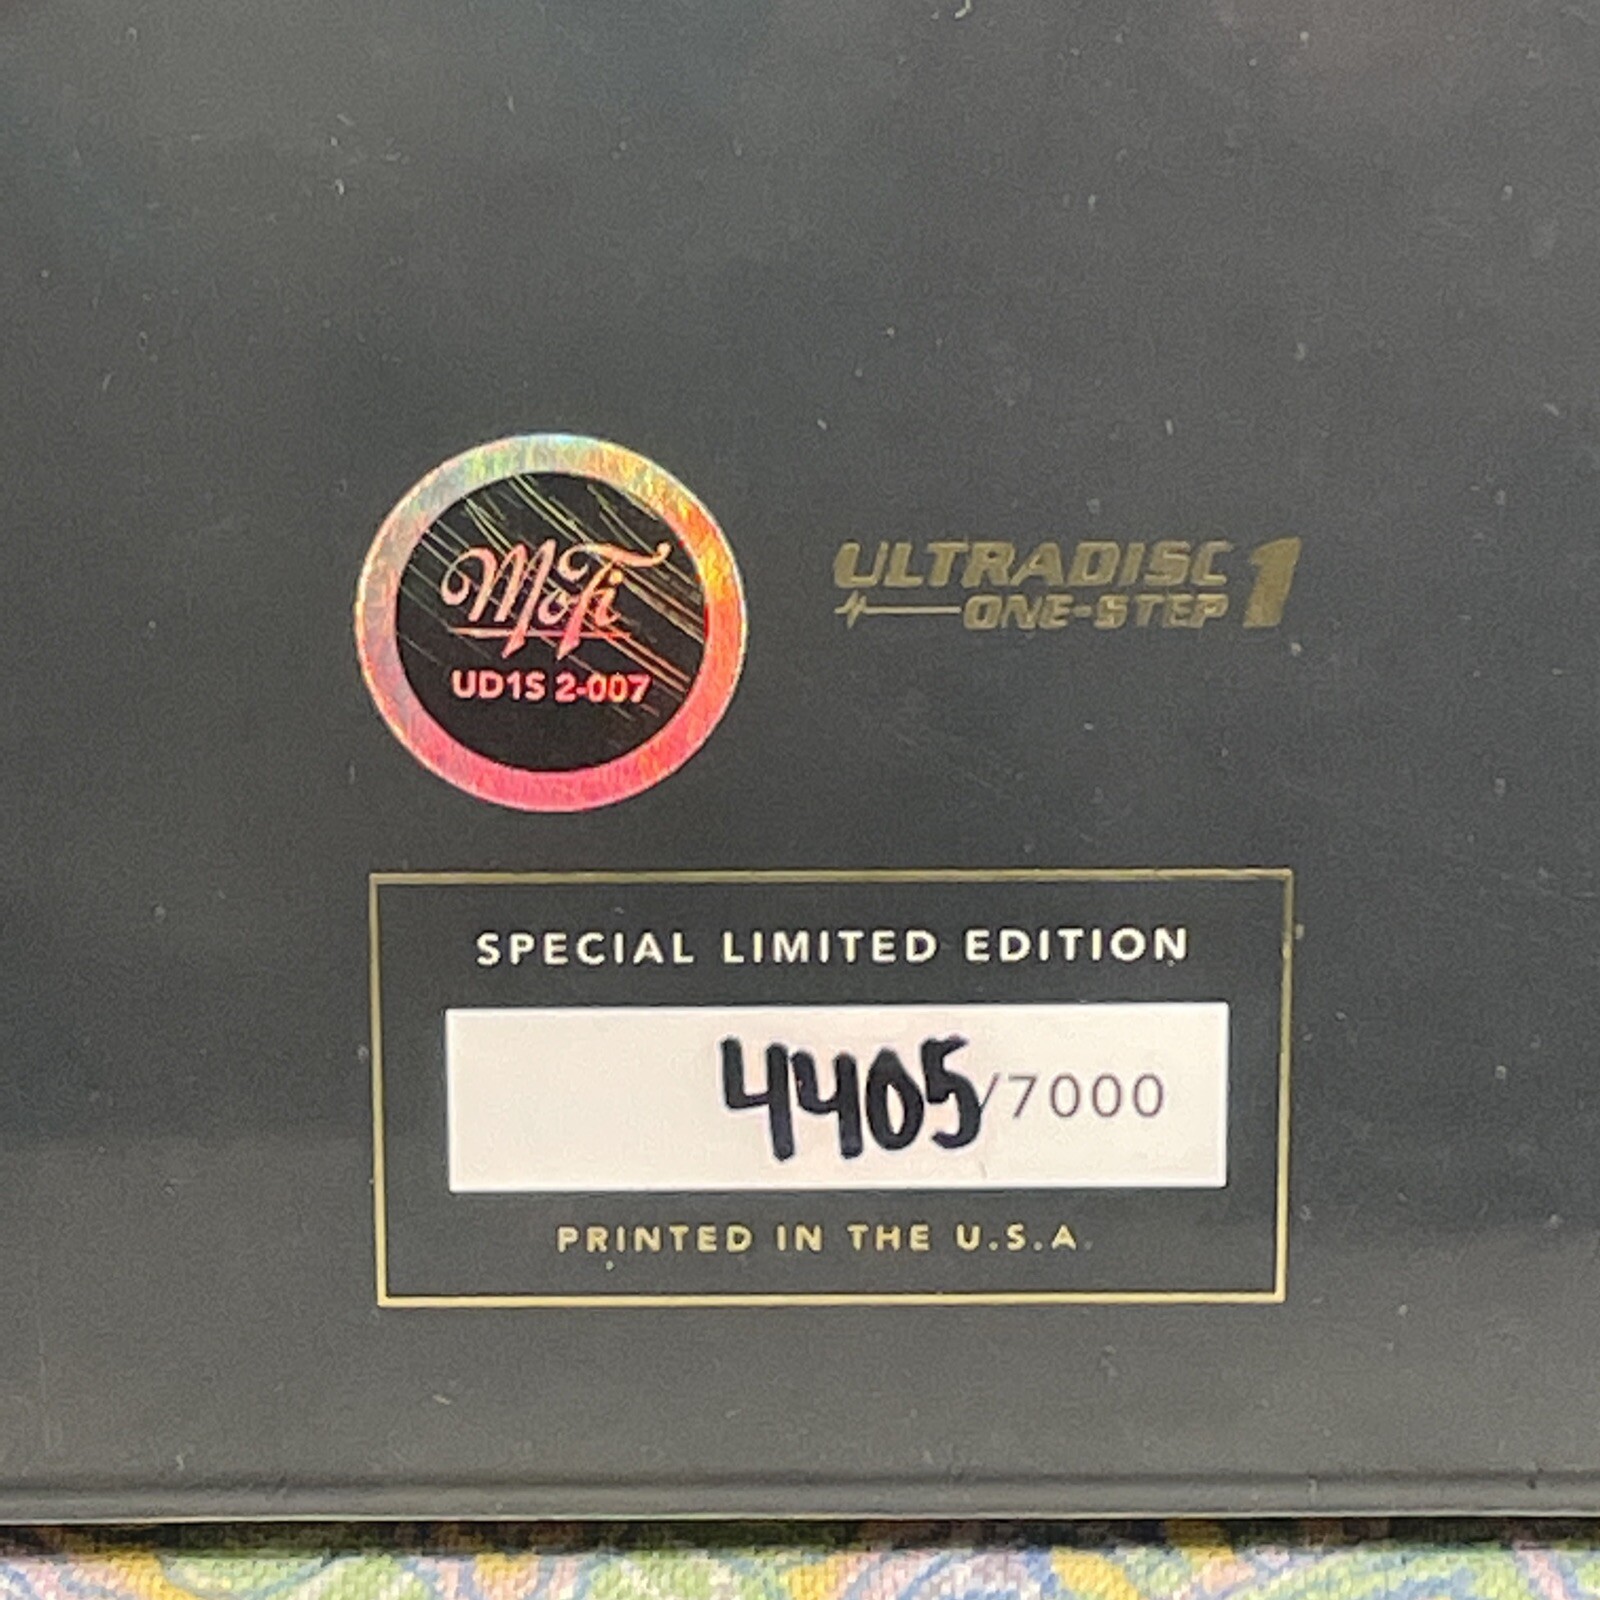 MoFi
UD1S 2-007
ULTRADISC 1
ONE-STEP
SPECIAL LIMITED EDITION
4405/7000
PRINTED IN THE U.S.A.